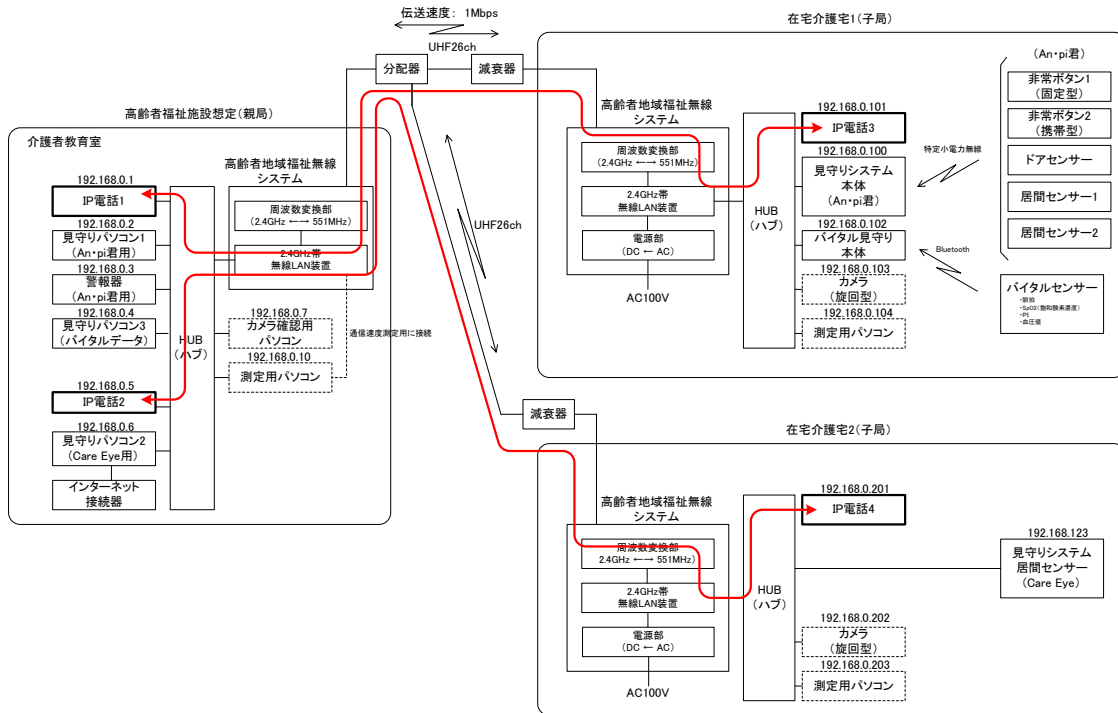 伝送速度： 1Mbps
UHF26ch
分配器
減衰器
UHF26ch
高齢者福祉施設想定（親局）
介護者教育室
192.168.0.1
IP電話1
192.168.0.2
見守りパソコン1
（An・pi君用）
192.168.0.3
警報器
（An・pi君用）
192.168.0.4
見守りパソコン3
（バイタルデータ）
192.168.0.5
IP電話2
192.168.0.6
見守りパソコン2
（Care Eye用）
インターネット
接続器
HUB
（ハブ）
高齢者地域福祉無線
システム
周波数変換部
（2.4GHz ←→ 551MHz）
2.4GHz帯
無線LAN装置
192.168.0.7
カメラ確認用
パソコン
192.168.0.10
測定用パソコン
通信速度測定用に接続
在宅介護宅1（子局）
高齢者地域福祉無線
システム
周波数変換部
（2.4GHz ←→ 551MHz）
2.4GHz帯
無線LAN装置
電源部
（DC ← AC）
AC100V
HUB
（ハブ）
192.168.0.101
IP電話3
192.168.0.100
見守りシステム
本体
（An・pi君）
192.168.0.102
バイタル見守り
本体
192.168.0.103
カメラ
（旋回型）
192.168.0.104
測定用パソコン
特定小電力無線
Bluetooth
（An・pi君）
非常ボタン1
（固定型）
非常ボタン2
（携帯型）
ドアセンサー
居間センサー1
居間センサー2
バイタルセンサー
・脈拍
・SpO2（飽和酸素濃度）
・PI
・血圧値
減衰器
在宅介護宅2（子局）
高齢者地域福祉無線
システム
周波数変換部
2.4GHz ←→ 551MHz）
2.4GHz帯
無線LAN装置
電源部
（DC ← AC）
AC100V
HUB
（ハブ）
192.168.0.201
IP電話4
192.168.123
見守りシステム
居間センサー
（Care Eye）
192.168.0.202
カメラ
（旋回型）
192.168.0.203
測定用パソコン